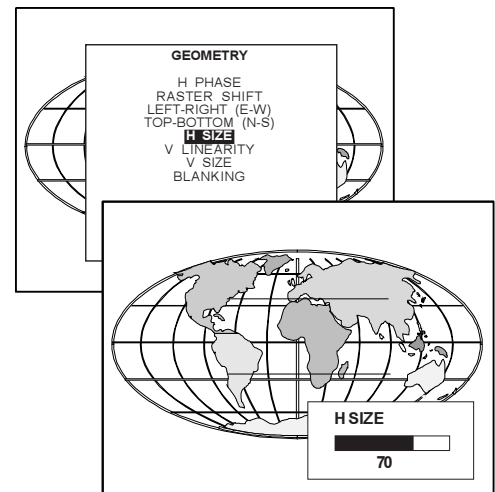 GEOMETRY
H PHASE
RASTER SHIFT
LEFT-RIGHT (E-W)
TOP-BOTTOM (N-S)
H SIZE
V LINEARITY
V SIZE
BLANKING
H SIZE
70